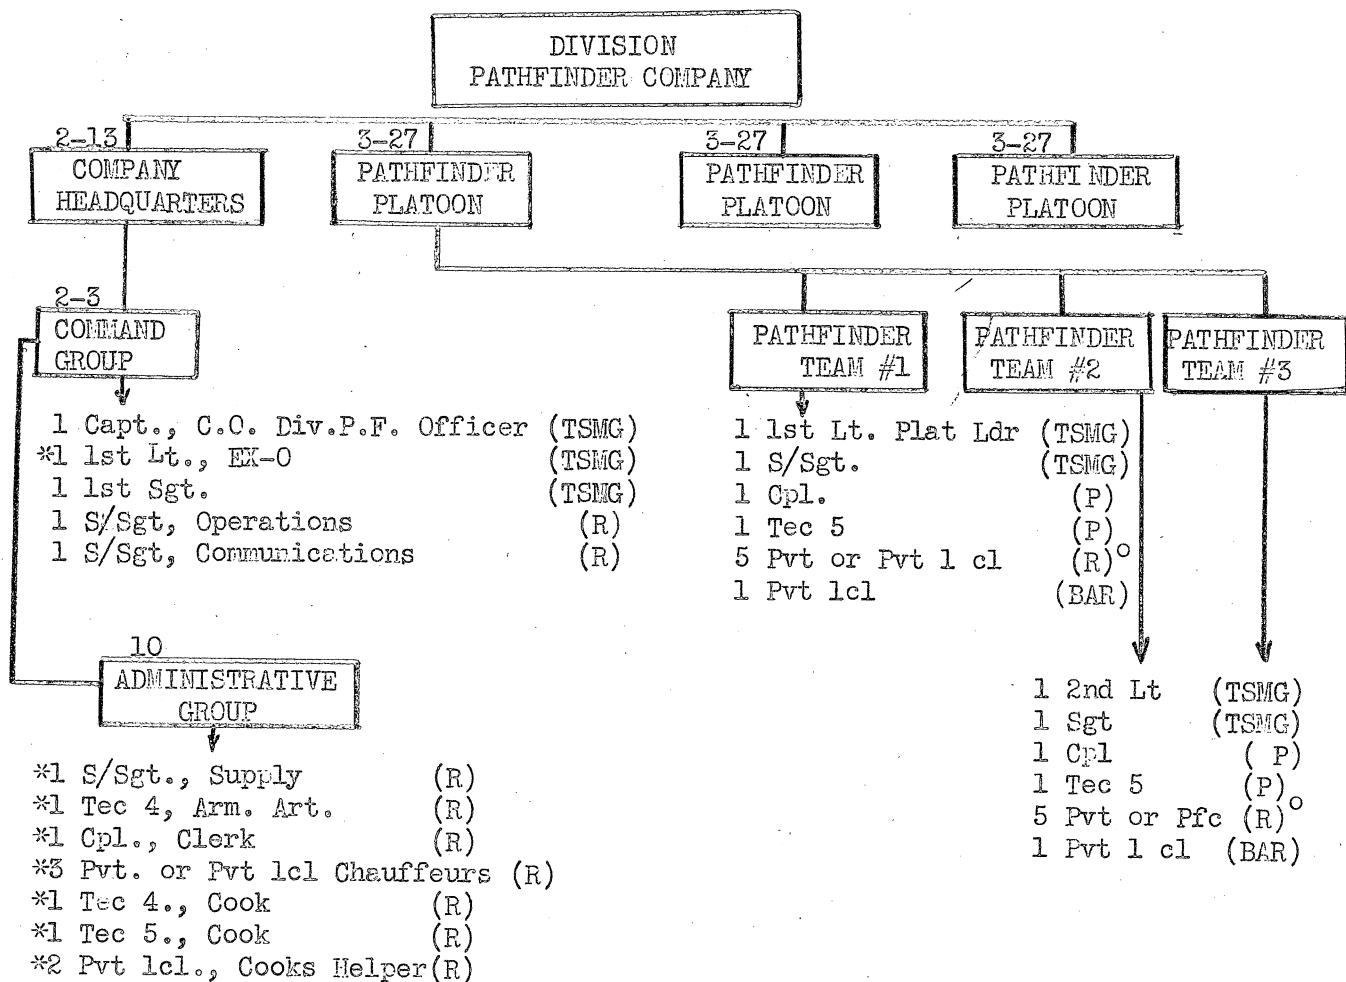 DIVISION
PATHFINDER COMPANY
2-13
COMPANY
HEADQUARTERS
3-27
PATHFINDER
PLATOON
3-27
PATHFINDER
PLATOON
3-27
PATHFINDER
PLATOON
2-3
COMMAND
GROUP
1 Capt., C.O. Div.P.F. Officer (TSMG)
*1 1st Lt., EX-O (TSMG)
1 1st Sgt. (TSMG)
1 S/Sgt, Operations (R)
1 S/Sgt, Communications (R)
10
ADMINISTRATIVE
GROUP
*1 S/Sgt., Supply (R)
*1 Tec 4, Arm. Art. (R)
*1 Cpl., Clerk (R)
*3 Pvt. or Pvt 1cl Chauffeurs (R)
*1 Tec 4., Cook (R)
*1 Tec 5., Cook (R)
*2 Pvt 1cl., Cooks Helper(R)
PATHFINDER
TEAM #1
1 1st Lt. Plat Ldr (TSMG)
1 S/Sgt. (TSMG)
1 Cpl. (P)
1 Tec 5 (P)
5 Pvt or Pvt 1 cl (R)°
1 Pvt 1cl (BAR)
PATHFINDER
TEAM #2
PATHFINDER
TEAM #3
1 2nd Lt (TSMG)
1 Sgt (TSMG)
1 Cpl ( P)
1 Tec 5 (P)
5 Pvt or Pfc (R)°
1 Pvt 1 cl (BAR)